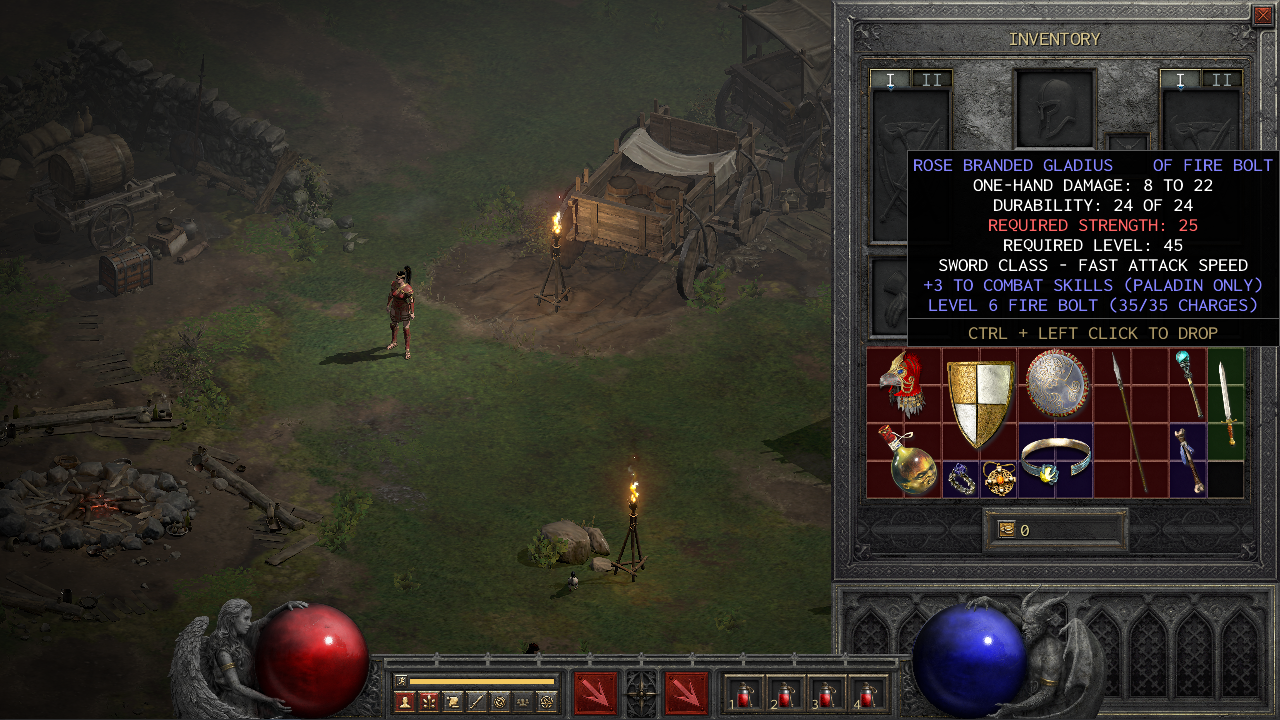 INVENTORY
I II
I II
ROSE BRANDED GLADIUS OF FIRE BOLT
ONE-HAND DAMAGE: 8 TO 22
DURABILITY: 24 OF 24
REQUIRED STRENGTH: 25
REQUIRED LEVEL: 45
SWORD CLASS - FAST ATTACK SPEED
+3 TO COMBAT SKILLS (PALADIN ONLY)
LEVEL 6 FIRE BOLT (35/35 CHARGES)
CTRL + LEFT CLICK TO DROP
0
1 2 3 4